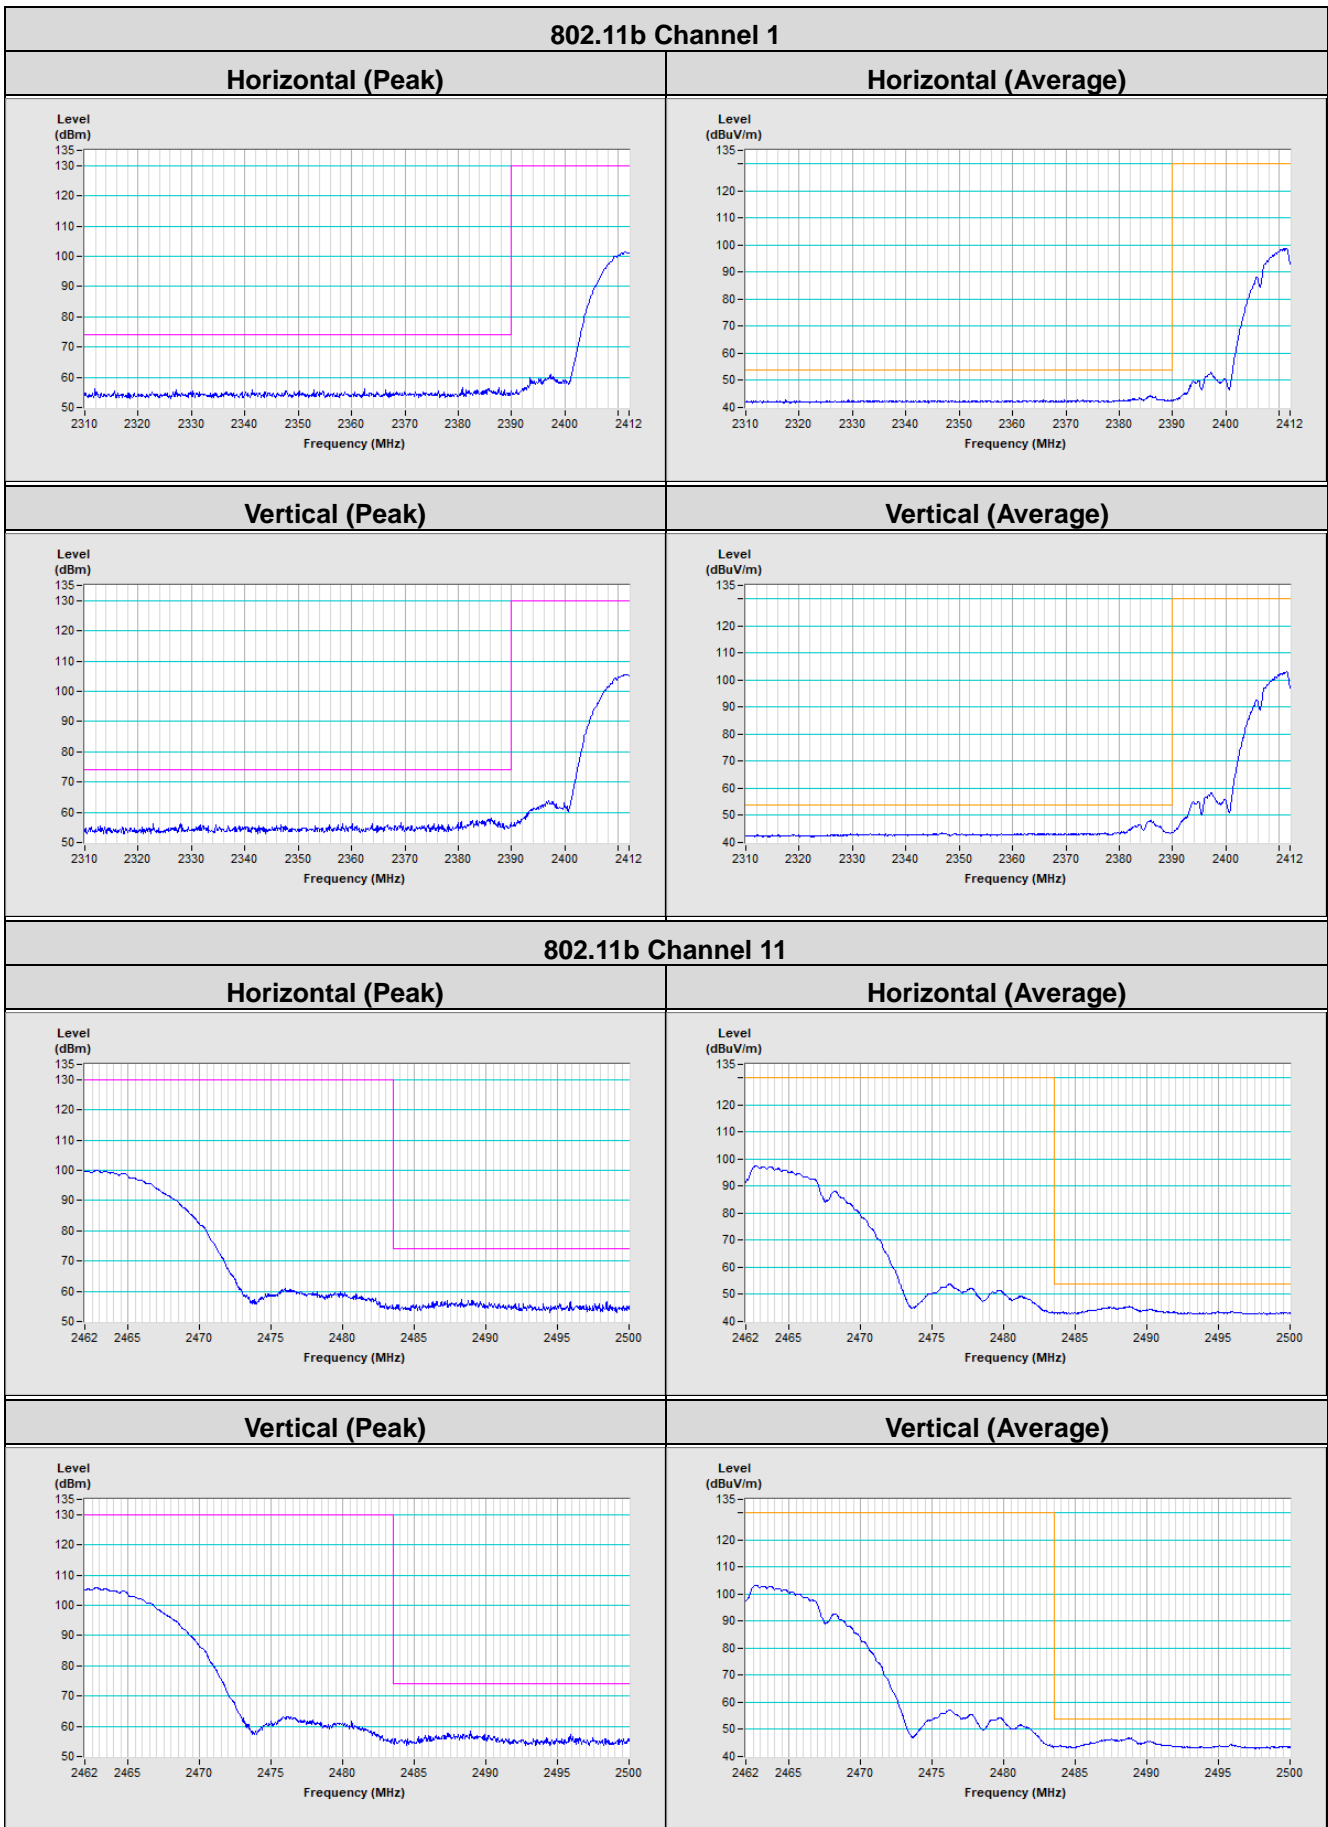 802.11b Channel 1
Horizontal (Peak)
Horizontal (Average)
Level
(dBm)
135
130
120
110
100
90
80
70
60
50
2310 2320 2330 2340 2350 2360 2370 2380 2390 2400 2412
Frequency (MHz)
Level
(dBuV/m)
135
120
110
100
90
80
70
60
50
40
2310 2320 2330 2340 2350 2360 2370 2380 2390 2400 2412
Frequency (MHz)
Vertical (Peak)
Vertical (Average)
Level
(dBm)
135
130
120
110
100
90
80
70
60
50
2310 2320 2330 2340 2350 2360 2370 2380 2390 2400 2412
Frequency (MHz)
Level
(dBuV/m)
135
120
110
100
90
80
70
60
50
40
2310 2320 2330 2340 2350 2360 2370 2380 2390 2400 2412
Frequency (MHz)
802.11b Channel 11
Horizontal (Peak)
Horizontal (Average)
Level
(dBm)
135
130
120
110
100
90
80
70
60
50
2462 2465 2470 2475 2480 2485 2490 2495 2500
Frequency (MHz)
Level
(dBuV/m)
135
120
110
100
90
80
70
60
50
40
2462 2465 2470 2475 2480 2485 2490 2495 2500
Frequency (MHz)
Vertical (Peak)
Vertical (Average)
Level
(dBm)
135
130
120
110
100
90
80
70
60
50
2462 2465 2470 2475 2480 2485 2490 2495 2500
Frequency (MHz)
Level
(dBuV/m)
135
120
110
100
90
80
70
60
50
40
2462 2465 2470 2475 2480 2485 2490 2495 2500
Frequency (MHz)